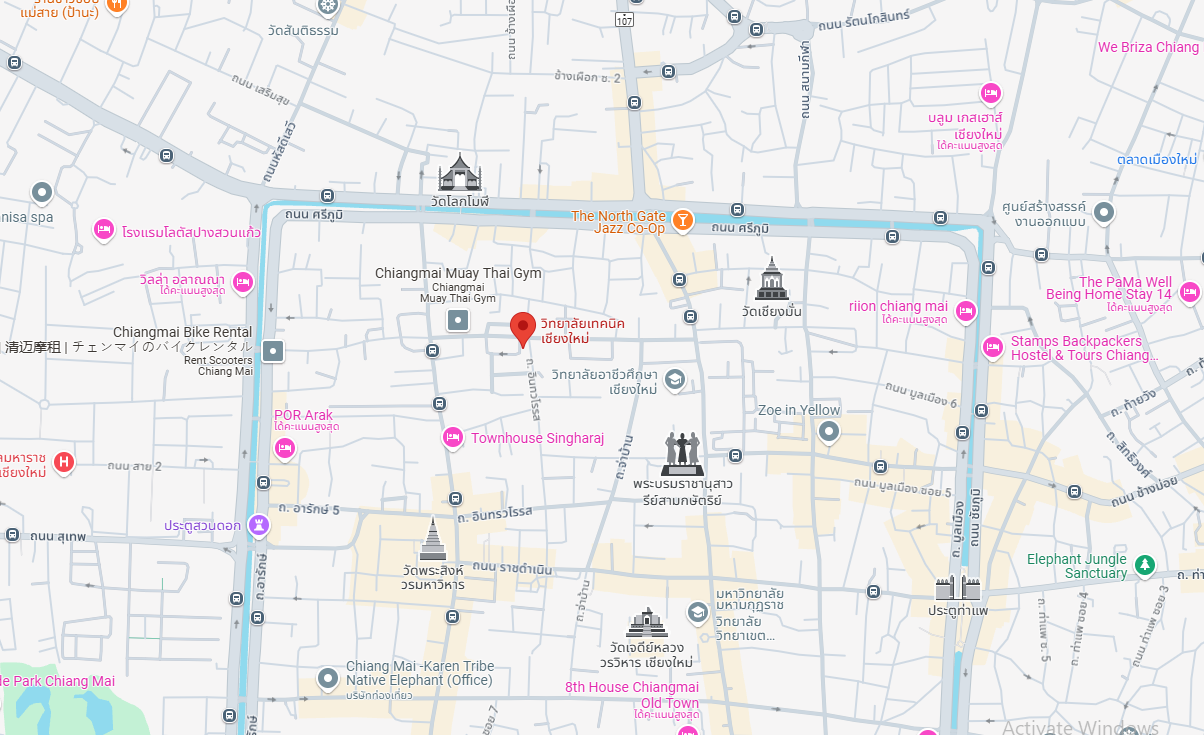 แม่สาย (ป้านะ)
วัดสันติธรรม
107
ถนน รัตนโกสินทร์
We Briza Chiang
ช้างเผือก ซ. 2
ถนน เสริมสุข
ถนน สนามกีฬา
บลูม เกสเฮาส์
เชียงใหม่
ได้คะแนนสูงสุด
ถนนหัสดิเสวี
ตลาดเมืองใหม่
วัดโลกโมฬี
nisa spa
ถนน ศรีภูมิ
The North Gate
Jazz Co-Op
ถนน ศรีภูมิ
ศูนย์สร้างสรรค์
งานออกแบบ
โรงแรมโลตัสปางสวนแก้ว
วิลล่า อลาณญา
ได้คะแนนสูงสุด
Chiangmai Muay Thai Gym
Chiangmai
Muay Thai Gym
วัดเชียงมั่น
The PaMa Well
Being Home Stay 14
ได้คะแนนสูงสุด
riion chiang mai
ได้คะแนนสูงสุด
วิทยาลัยเทคนิค
เชียงใหม่
Chiangmai Bike Rental
| 清迈摩租 | チェンマイのバイクレンタル
Rent Scooters
Chiang Mai
Stamps Backpackers
Hostel & Tours Chiang...
วิทยาลัยอาชีวศึกษา
เชียงใหม่
ถ. อินทวโรรส
ถนน มูลเมือง 6
ถ. ท่ายวัง
POR Arak
ได้คะแนนสูงสุด
Zoe in Yellow
Townhouse Singharaj
ถ. สิทธิวงศ์
ถ.จ่าบ้าน
ลมหาราช
เชียงใหม่
ถนน สาย 2
พระบรมราชานุสาว
รีย์สามกษัตริย์
ถนน มูลเมือง ซอย 5
ถ. ช้างม่อย
ถ. อารักษ์ 5
ถ. อินทรวโรรส
ประตูสวนดอก
ถนน สุเทพ
ถ. มูลเมือง
ถนน ชัยภูมิ
วัดพระสิงห์
วรมหาวิหาร
ถนน ราชดำเนิน
Elephant Jungle
Sanctuary
ถ. ท่า
ถ.อารักษ์
ถ.จ่าบ้าน
ประตูท่าแพ
มหาวิทยาลัย
มหามกุฏราช
วิทยาลัย
วิทยาเขต...
ถ. ท่าแพ ซ. 5
ถ.ท่าแพ ซอย 4
ถนน.ท่าแพ ซอย 3
วัดเจดีย์หลวง
วรวิหาร เชียงใหม่
Chiang Mai -Karen Tribe
Native Elephant (Office)
บริษัทท่องเที่ยว
le Park Chiang Mai
8th House Chiangmai
Old Town
ได้คะแนนสูงสุด
ซอย 7
Activate Windows